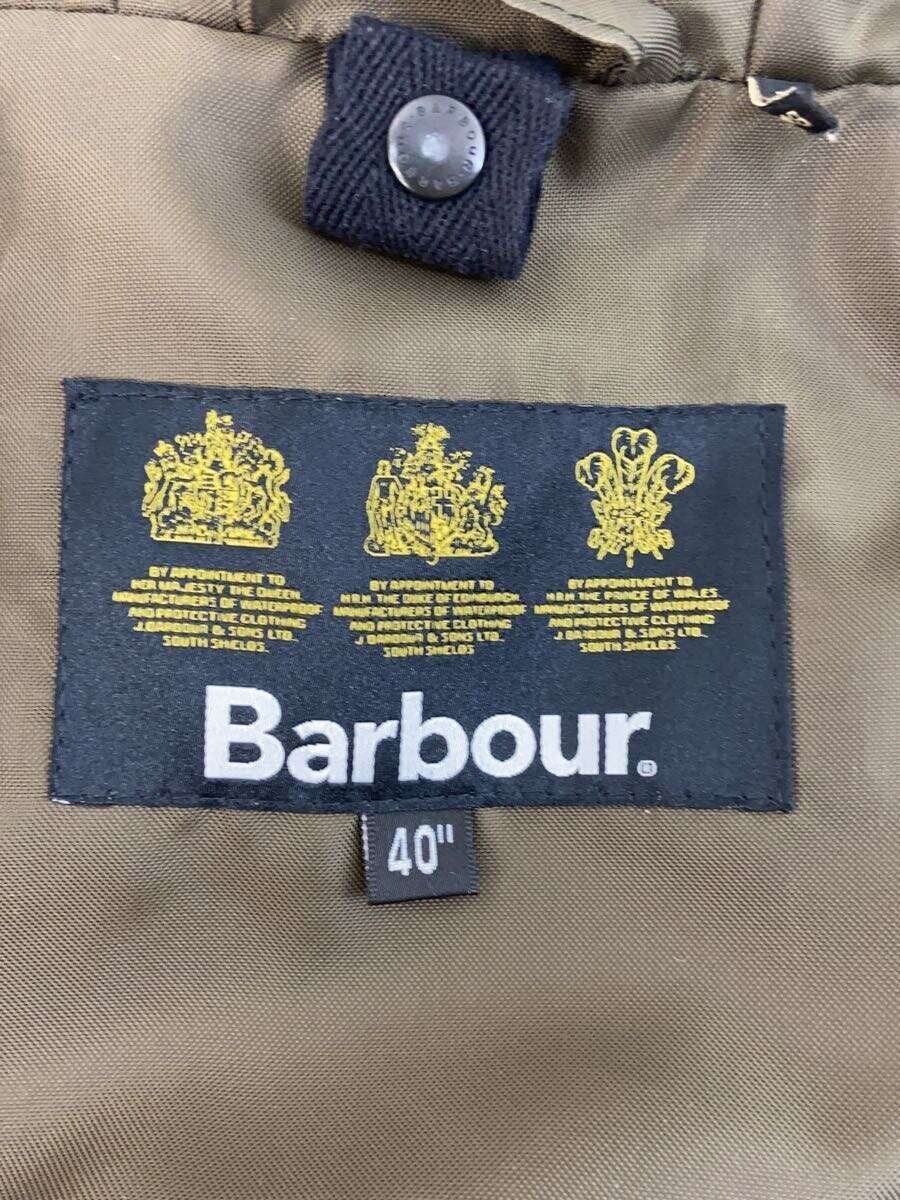 BARBOUR
BY APPOINTMENT TO
HER MAJESTY THE QUEEN
MANUFACTURERS OF WATERPROOF
AND PROTECTIVE CLOTHING
J. BARBOUR & SONS LTD.
SOUTH SHIELDS.
BY APPOINTMENT TO
H.R.H. THE DUKE OF EDINBURGH
MANUFACTURERS OF WATERPROOF
AND PROTECTIVE CLOTHING
J. BARBOUR & SONS LTD.
SOUTH SHIELDS.
BY APPOINTMENT TO
H.R.H. THE PRINCE OF WALES
MANUFACTURERS OF WATERPROOF
AND PROTECTIVE CLOTHING
J. BARBOUR & SONS LTD.
SOUTH SHIELDS.
Barbour.
40"